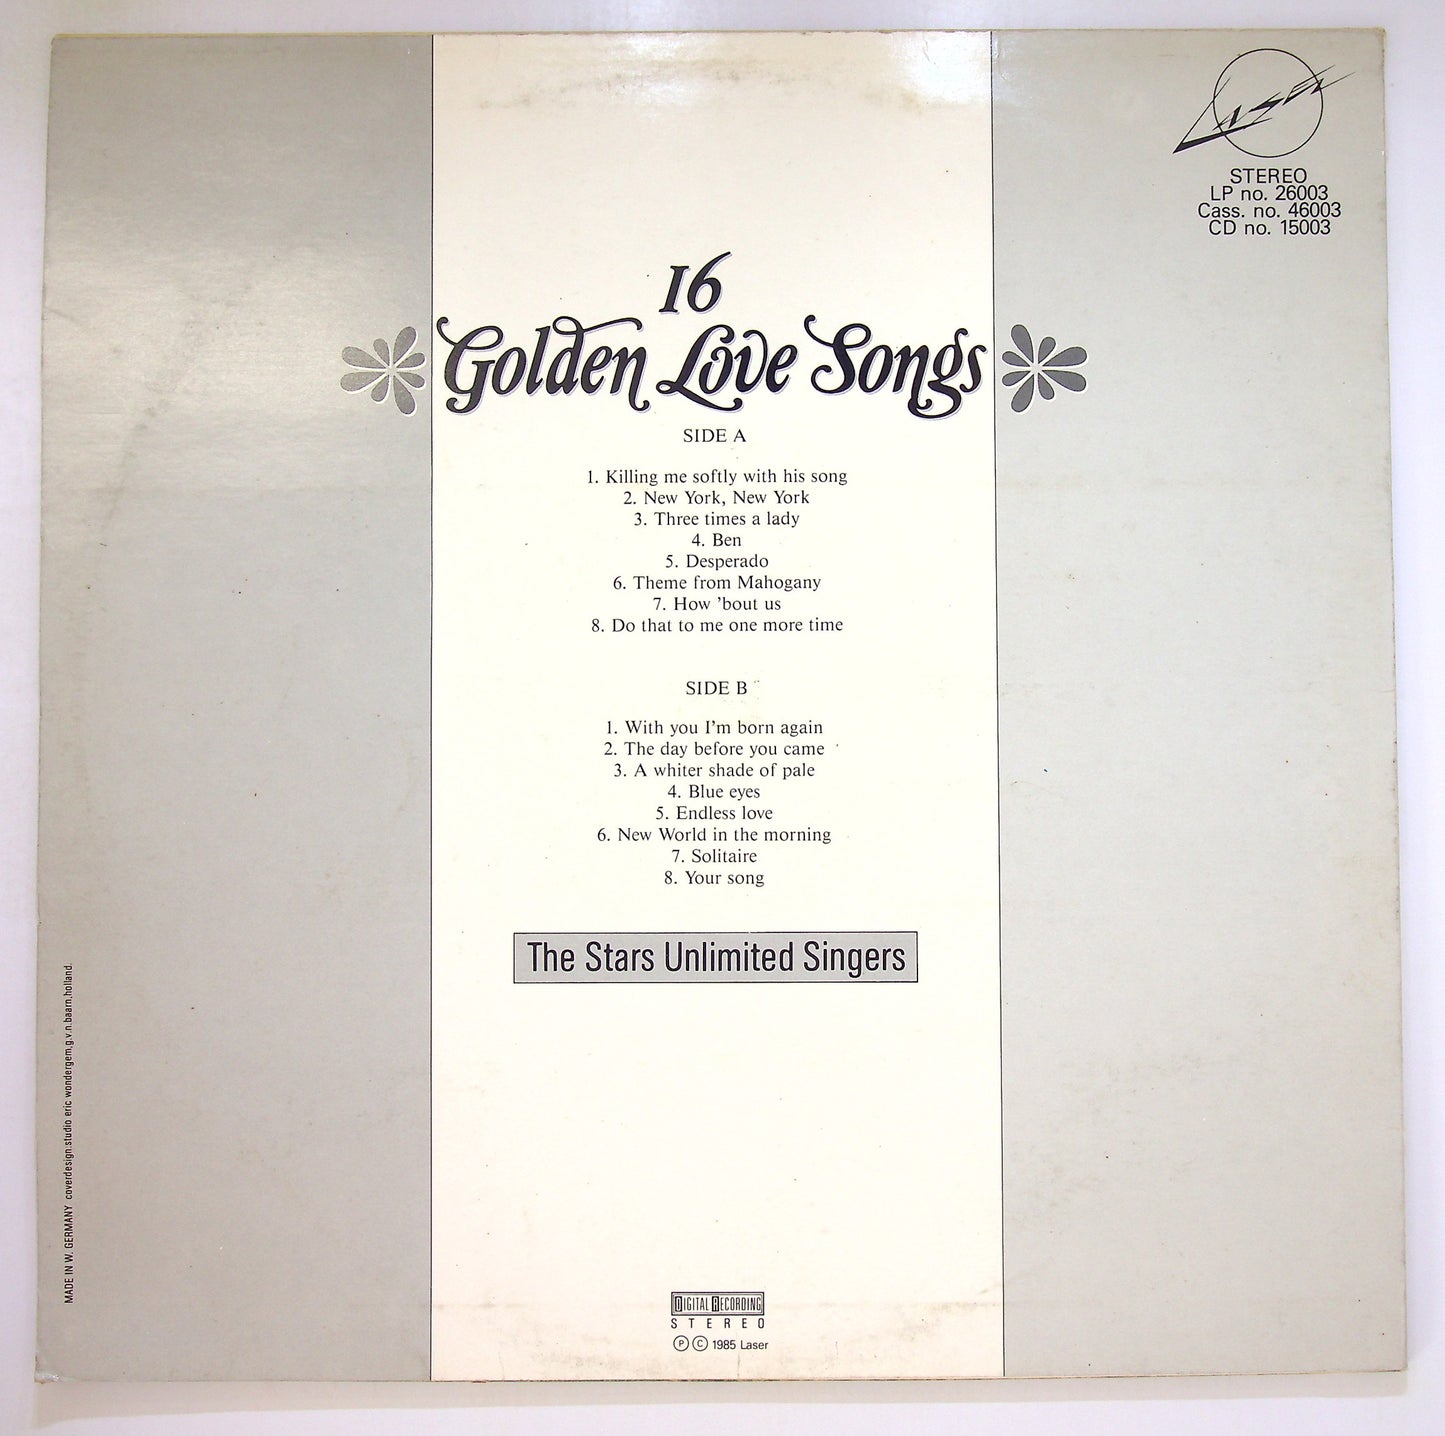 Laser
STEREO
LP no. 26003
Cass. no. 46003
CD no. 15003
16
Golden Love Songs
SIDE A
1. Killing me softly with his song
2. New York, New York
3. Three times a lady
4. Ben
5. Desperado
6. Theme from Mahogany
7. How 'bout us
8. Do that to me one more time
SIDE B
1. With you I'm born again
2. The day before you came
3. A whiter shade of pale
4. Blue eyes
5. Endless love
6. New World in the morning
7. Solitaire
8. Your song
The Stars Unlimited Singers
MADE IN W. GERMANY coverdesign:studio eric wondergem,g.v.n.baarn,holland.
DIGITAL RECORDING
STEREO
Ⓟ Ⓒ 1985 Laser